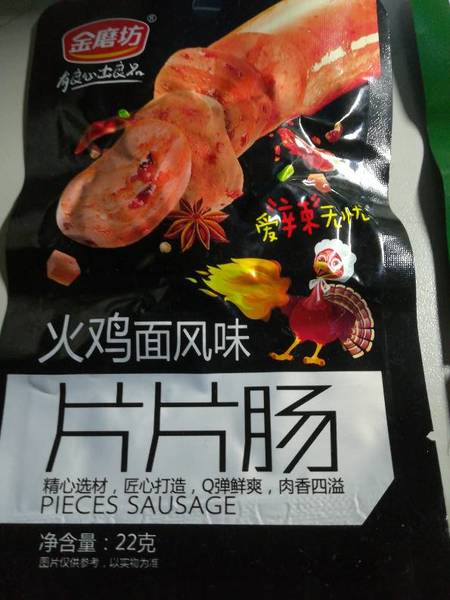 金磨坊®
有良心出良品
爱辣无忧
火鸡面风味
片片肠
精心选材，匠心打造，Q弹鲜爽，肉香四溢
PIECES SAUSAGE
净含量：22克
图片仅供参考，以实物为准